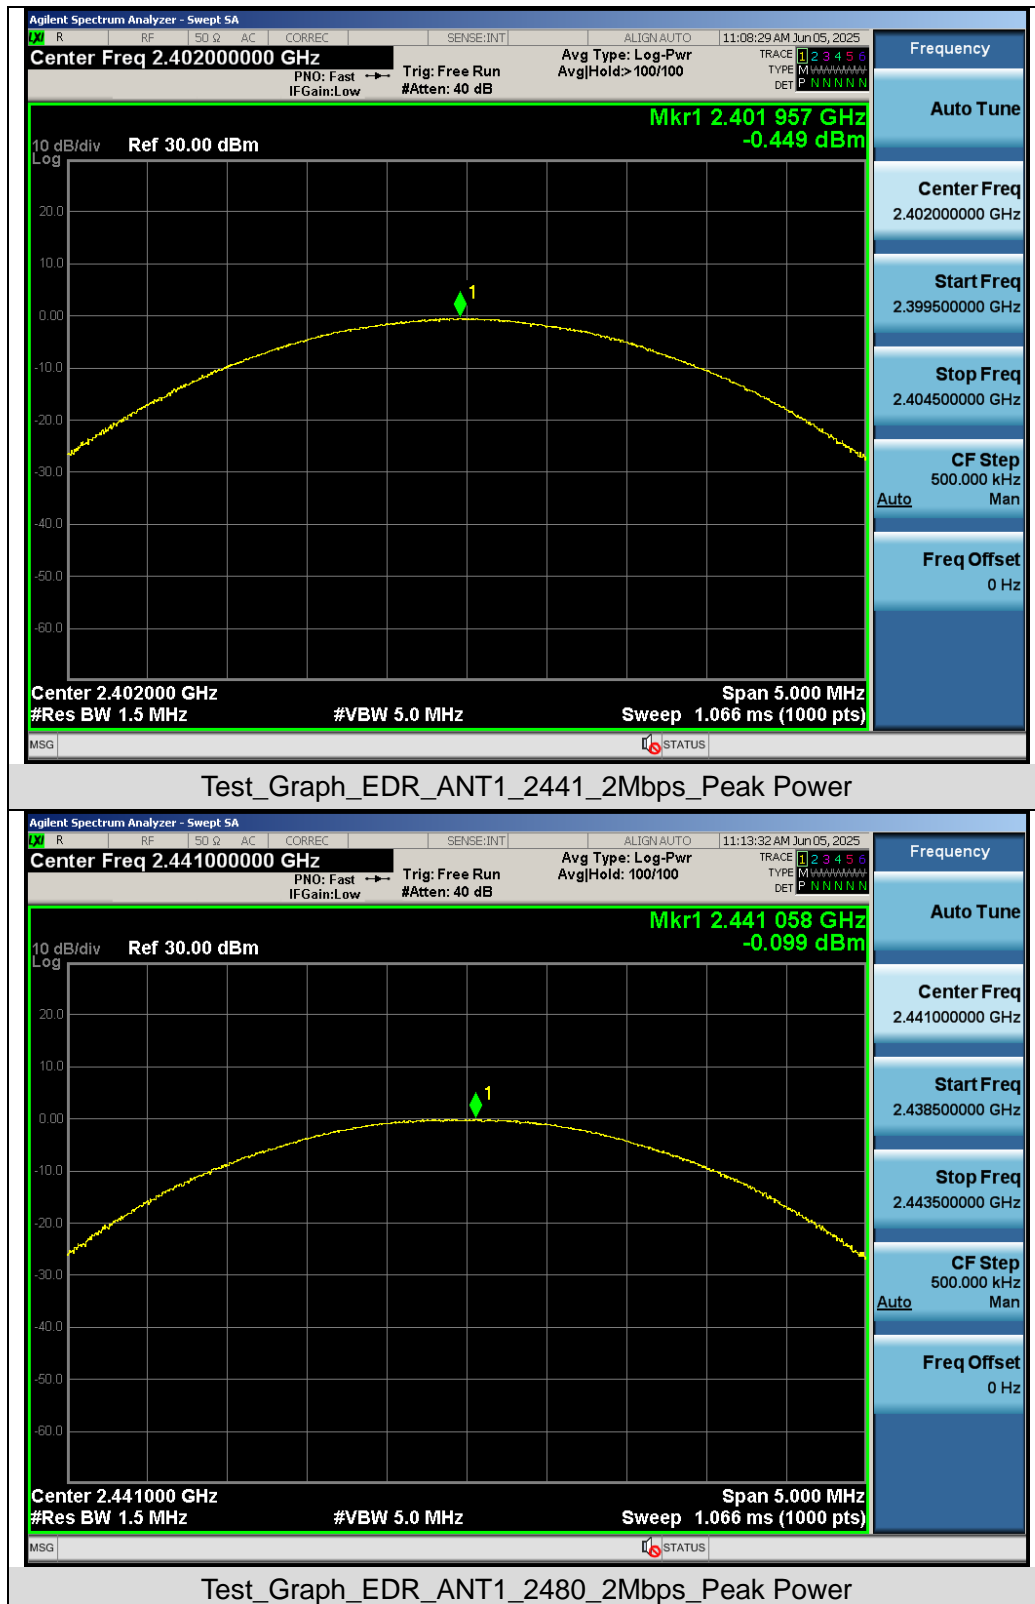 Agilent Spectrum Analyzer - Swept SA
LXI R RF 50 Ω AC CORREC SENSE:INT ALIGN AUTO 11:08:29 AM Jun 05, 2025
Center Freq 2.402000000 GHz
PNO: Fast
IFGain:Low
Trig: Free Run
#Atten: 40 dB
Avg Type: Log-Pwr
Avg|Hold:>100/100
TRACE 1 2 3 4 5 6
TYPE M
DET P N N N N N
Mkr1 2.401 957 GHz
-0.449 dBm
10 dB/div Ref 30.00 dBm
Log
20.0
10.0
0.00
-10.0
-20.0
-30.0
-40.0
-50.0
-60.0
1
Center 2.402000 GHz Span 5.000 MHz
#Res BW 1.5 MHz #VBW 5.0 MHz Sweep 1.066 ms (1000 pts)
MSG STATUS
Frequency
Auto Tune
Center Freq
2.402000000 GHz
Start Freq
2.399500000 GHz
Stop Freq
2.404500000 GHz
CF Step
500.000 kHz
Auto Man
Freq Offset
0 Hz
Test_Graph_EDR_ANT1_2441_2Mbps_Peak Power
Agilent Spectrum Analyzer - Swept SA
LXI R RF 50 Ω AC CORREC SENSE:INT ALIGN AUTO 11:13:32 AM Jun 05, 2025
Center Freq 2.441000000 GHz
PNO: Fast
IFGain:Low
Trig: Free Run
#Atten: 40 dB
Avg Type: Log-Pwr
Avg|Hold: 100/100
TRACE 1 2 3 4 5 6
TYPE M
DET P N N N N N
Mkr1 2.441 058 GHz
-0.099 dBm
10 dB/div Ref 30.00 dBm
Log
20.0
10.0
0.00
-10.0
-20.0
-30.0
-40.0
-50.0
-60.0
1
Center 2.441000 GHz Span 5.000 MHz
#Res BW 1.5 MHz #VBW 5.0 MHz Sweep 1.066 ms (1000 pts)
MSG STATUS
Frequency
Auto Tune
Center Freq
2.441000000 GHz
Start Freq
2.438500000 GHz
Stop Freq
2.443500000 GHz
CF Step
500.000 kHz
Auto Man
Freq Offset
0 Hz
Test_Graph_EDR_ANT1_2480_2Mbps_Peak Power